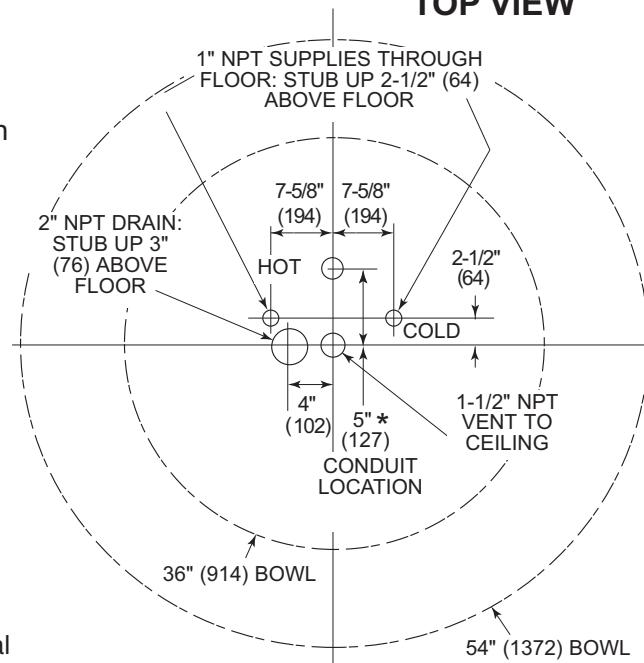 TOP VIEW
1" NPT SUPPLIES THROUGH
FLOOR: STUB UP 2-1/2" (64)
ABOVE FLOOR
n
7-5/8"
(194)
7-5/8"
(194)
2" NPT DRAIN:
STUB UP 3"
(76) ABOVE
FLOOR
HOT
2-1/2"
(64)
COLD
4"
(102)
5" *
(127)
CONDUIT
LOCATION
1-1/2" NPT
VENT TO
CEILING
36" (914) BOWL
al
54" (1372) BOWL